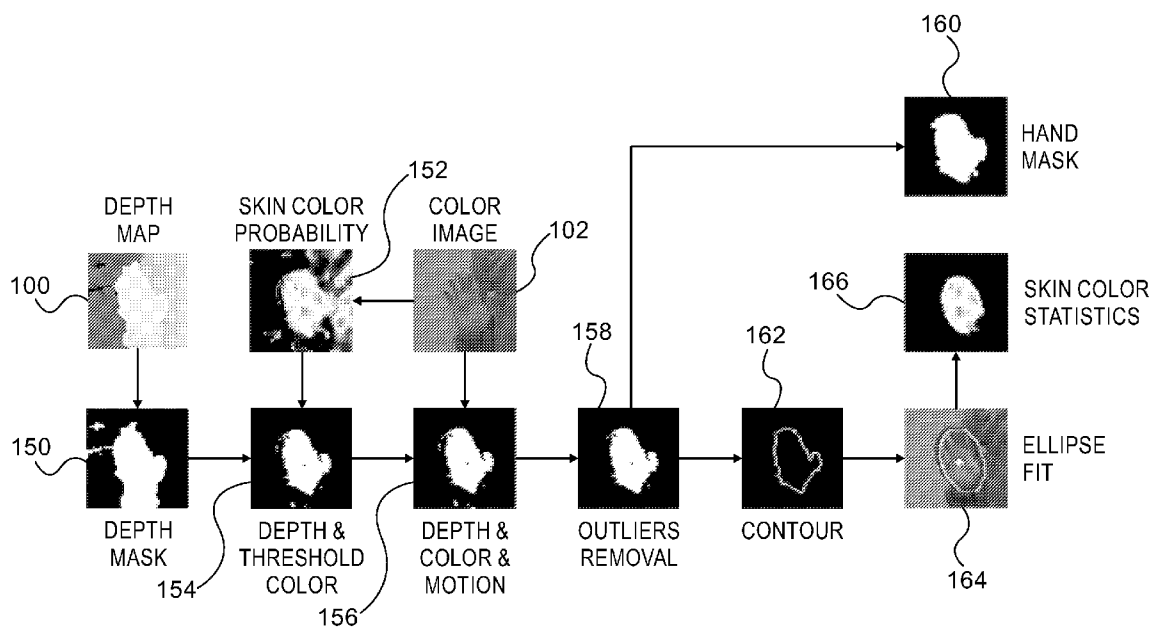 160
HAND
MASK
152
DEPTH
MAP
SKIN COLOR
PROBABILITY
COLOR
IMAGE
102
100
166
SKIN COLOR
STATISTICS
158
162
150
ELLIPSE
FIT
DEPTH
MASK
154
DEPTH &
THRESHOLD
COLOR
156
DEPTH &
COLOR &
MOTION
OUTLIERS
REMOVAL
CONTOUR
164